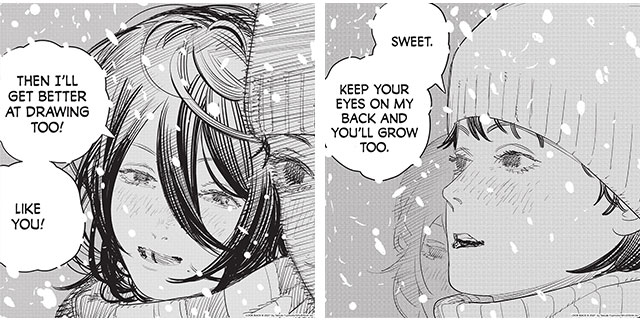 THEN I'LL
GET BETTER
AT DRAWING
TOO!
LIKE
YOU!
SWEET.
KEEP YOUR
EYES ON MY
BACK AND
YOU'LL GROW
TOO.